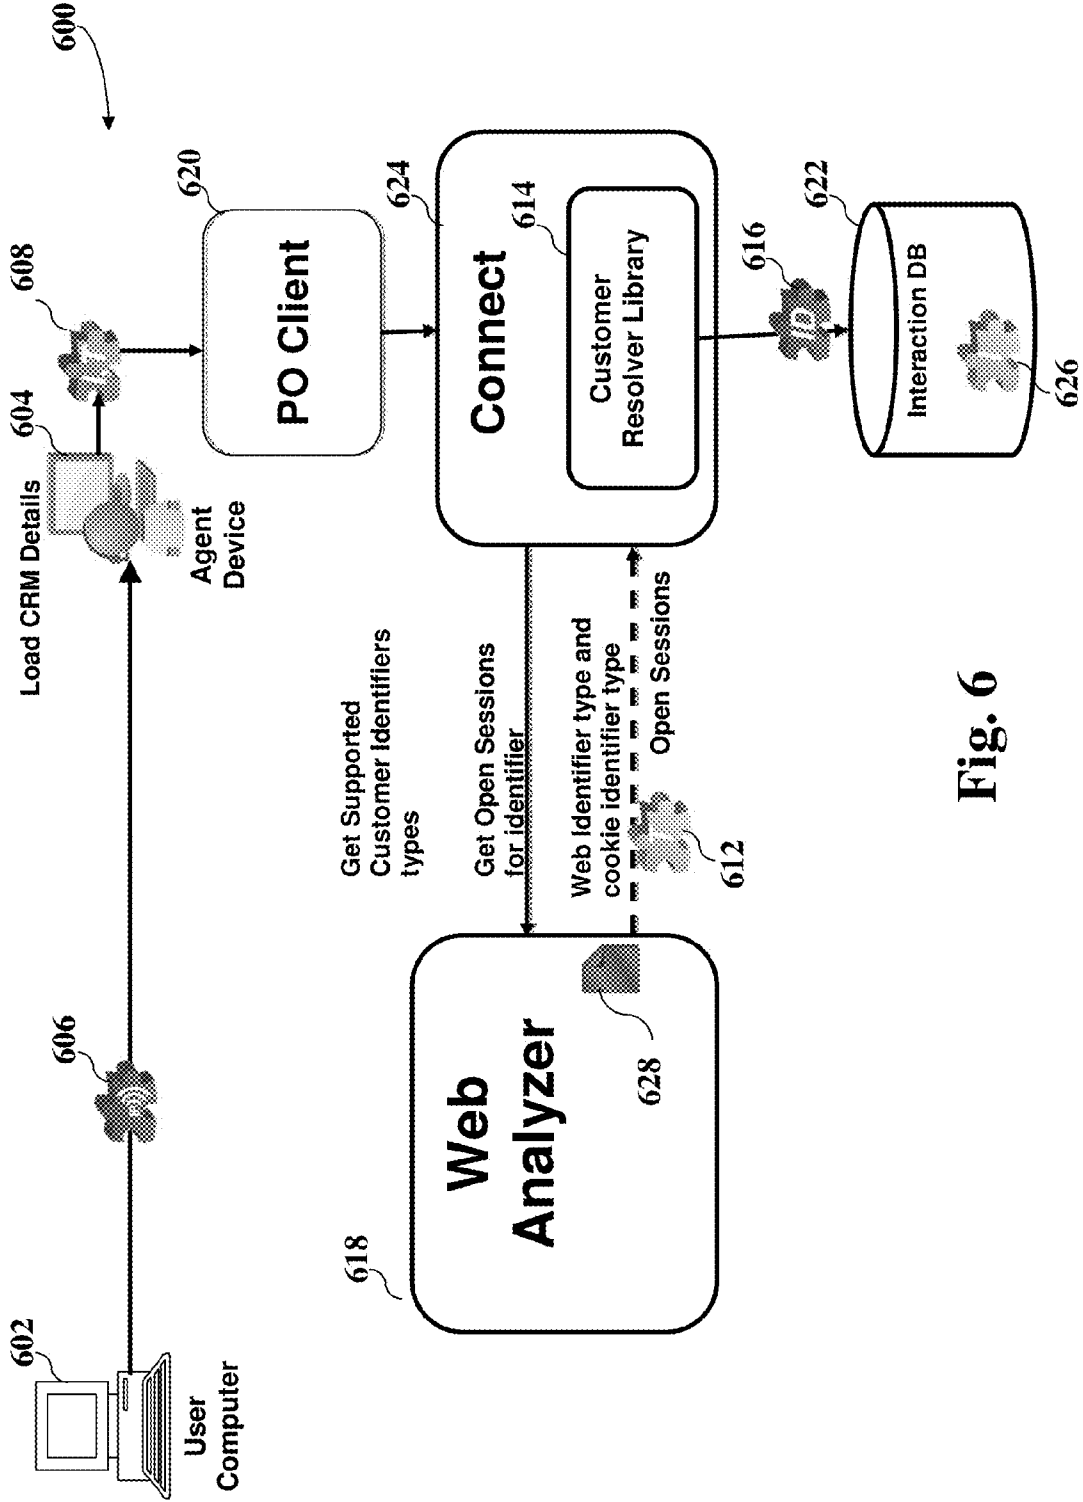 600
602
User
Computer
606
Load CRM Details
604
Agent
Device
608
620
PO Client
618
Web
Analyzer
628
Get Supported
Customer Identifiers
types
Get Open Sessions
for identifier
Web Identifier type and
cookie identifier type
Open Sessions
612
624
Connect
614
Customer
Resolver Library
616
ID
622
Interaction DB
626
Fig. 6